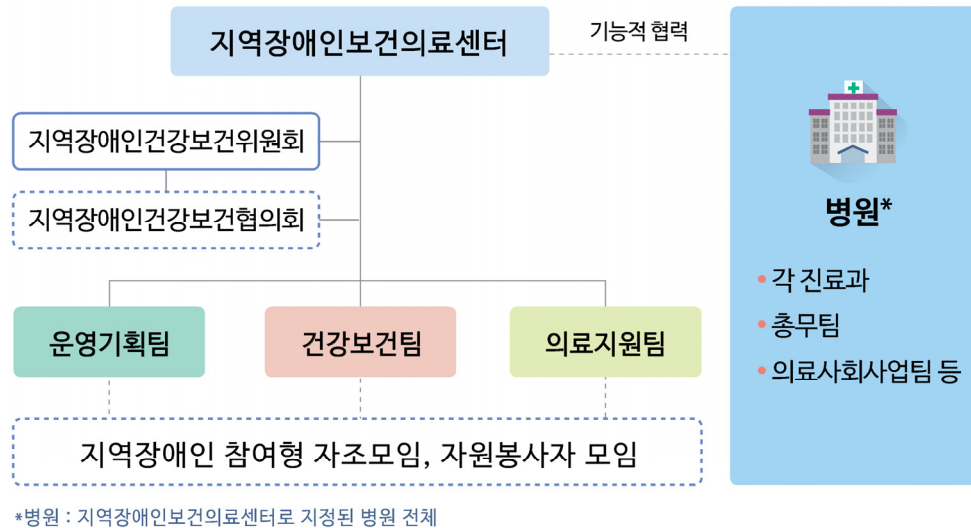 지역장애인보건의료센터
기능적 협력
지역장애인건강보건위원회
지역장애인건강보건협의회
병원*
• 각 진료과
• 총무팀
• 의료사회사업팀 등
운영기획팀
건강보건팀
의료지원팀
지역장애인 참여형 자조모임, 자원봉사자 모임
*병원 : 지역장애인보건의료센터로 지정된 병원 전체